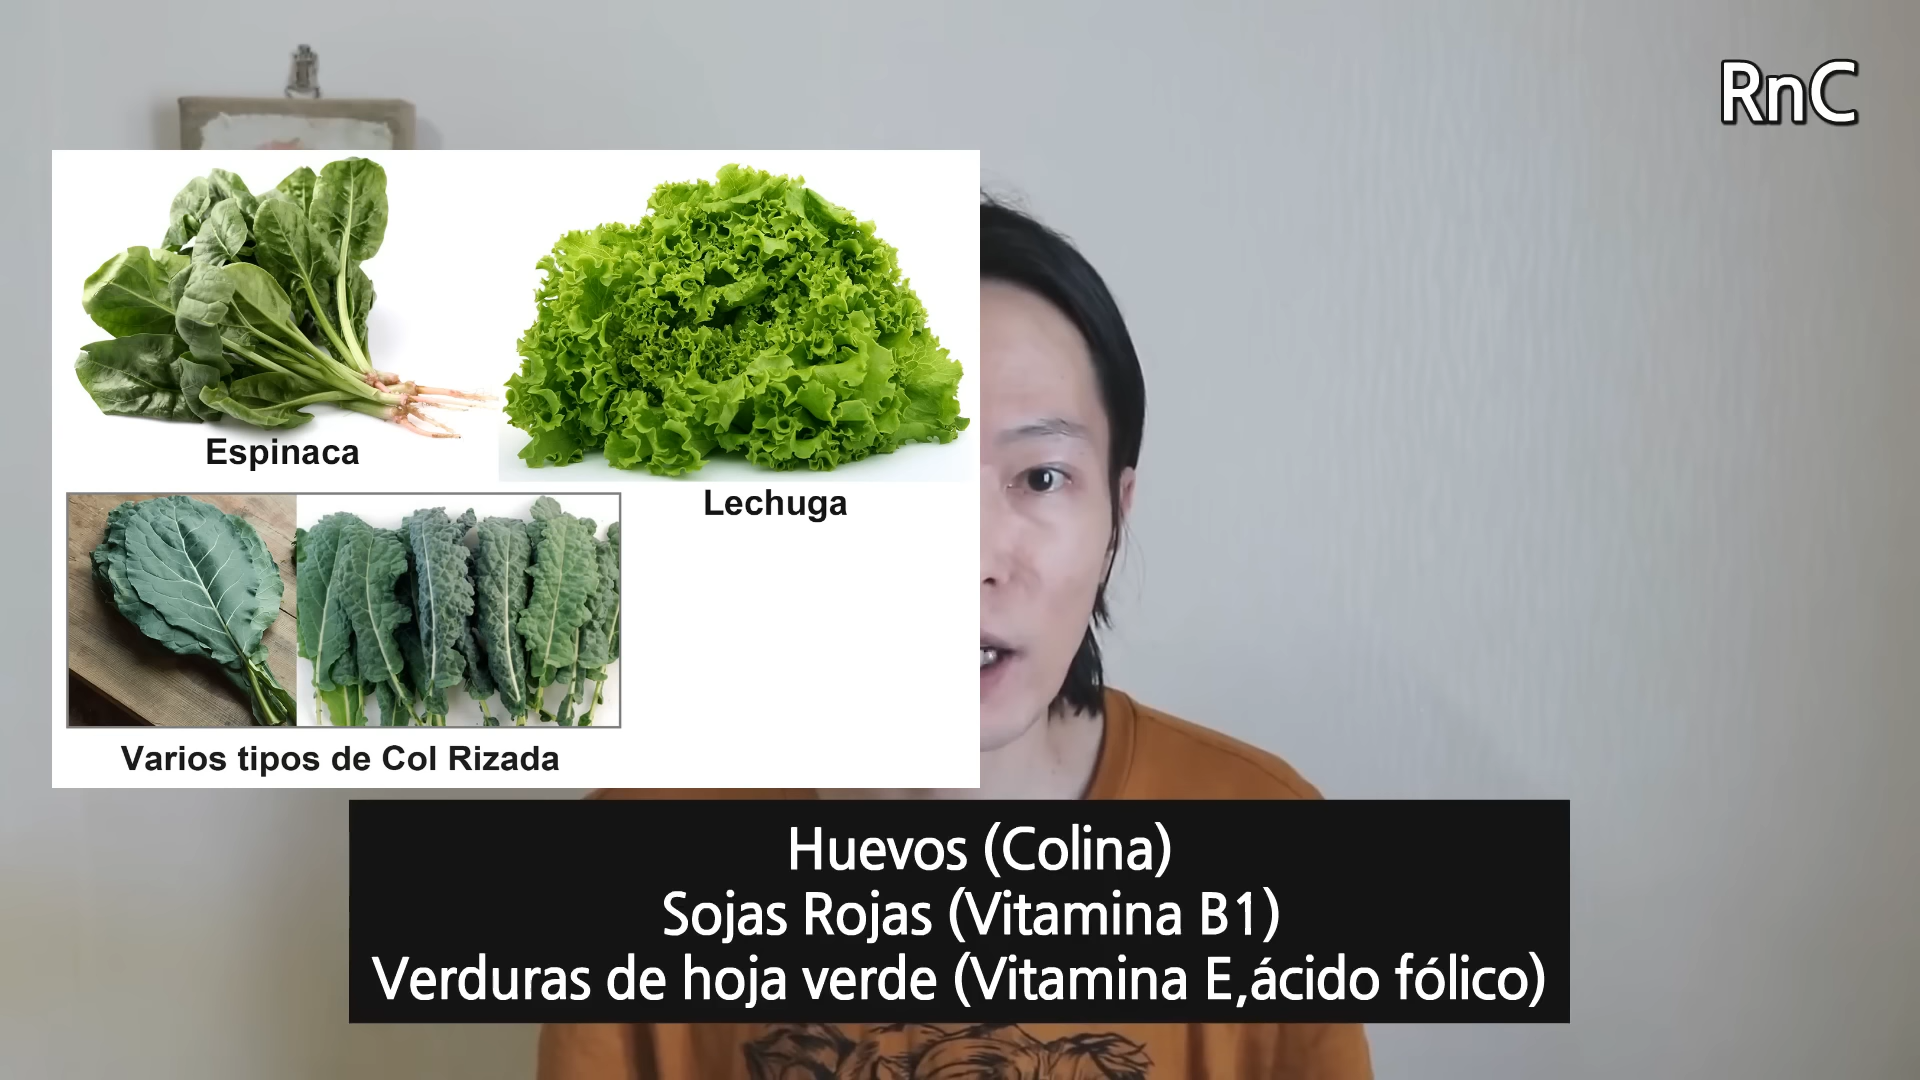 RnC
Espinaca
Lechuga
Varios tipos de Col Rizada
Huevos (Colina)
Sojas Rojas (Vitamina B1)
Verduras de hoja verde (Vitamina E,ácido fólico)